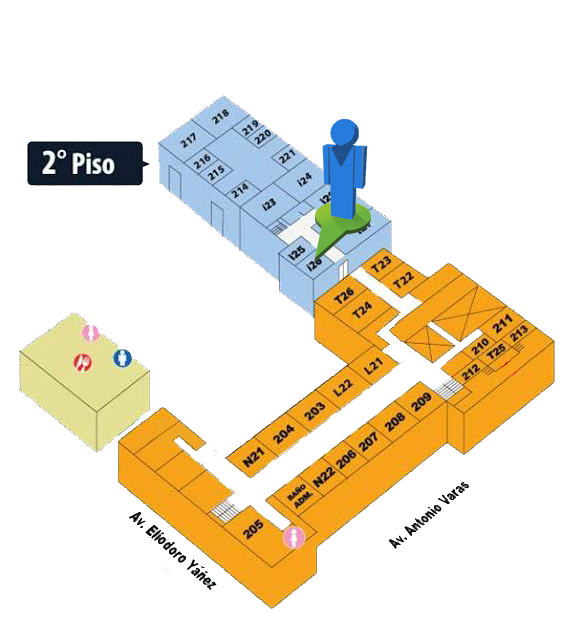 218
219
217
220
2° Piso
216
221
215
I24
214
I23
I25
I26
T23
T22
T26
T24
211
213
210
T25
212
L21
L22
209
203
208
204
207
206
N21
N22
BAÑO
ADM.
205
Av. Antonio Varas
Av. Eliodoro Yáñez